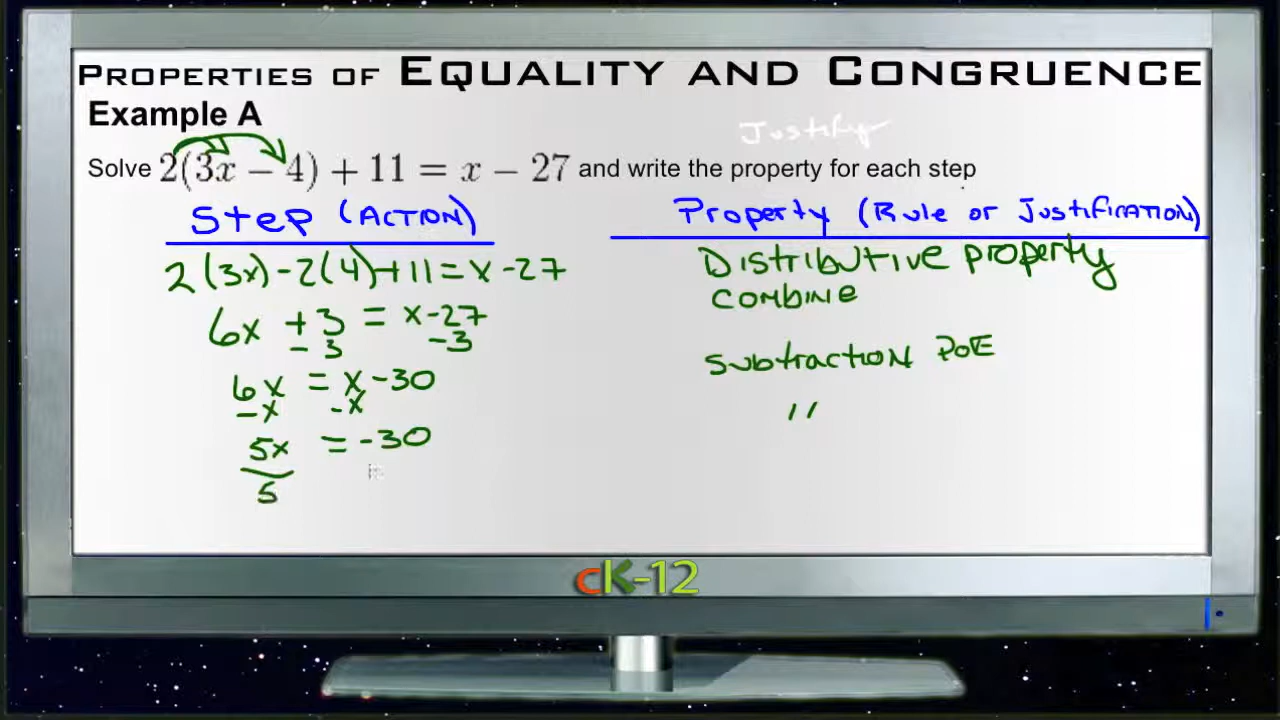 PROPERTIES OF EQUALITY AND CONGRUENCE
Example A
Justify
Solve 2(3x − 4) + 11 = x − 27 and write the property for each step
Step (ACTION)
Property (Rule or JustificATION)
2(3x) - 2(4) + 11 = x - 27
Distributive property
combine
6x + 3 = x - 27
- 3 - 3
Subtraction PoE
6x = x - 30
- x - x
''
5x = - 30
5
cK-12